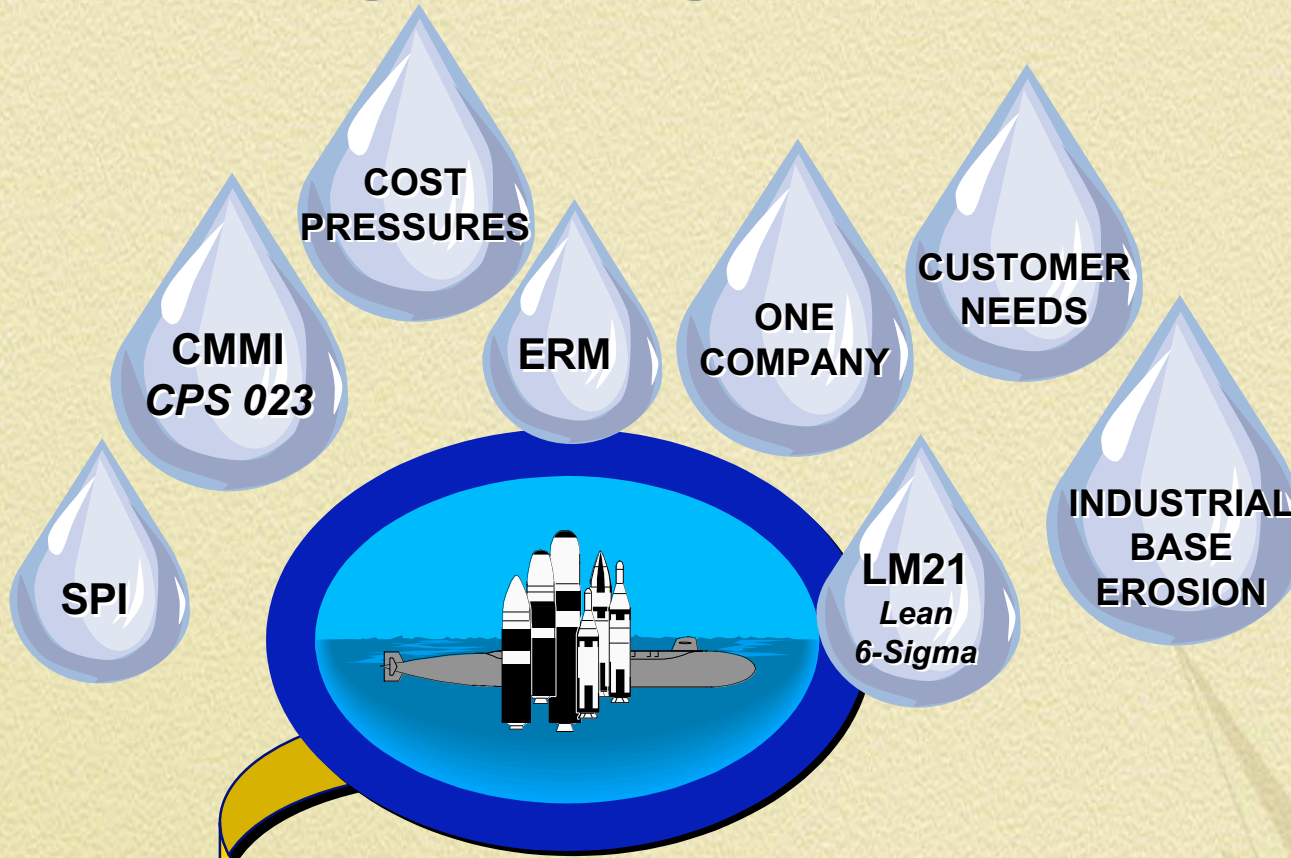 COST
PRESSURES
CUSTOMER
NEEDS
ONE
COMPANY
ERM
CMMI
CPS 023
INDUSTRIAL
BASE
EROSION
LM21
Lean
6-Sigma
SPI